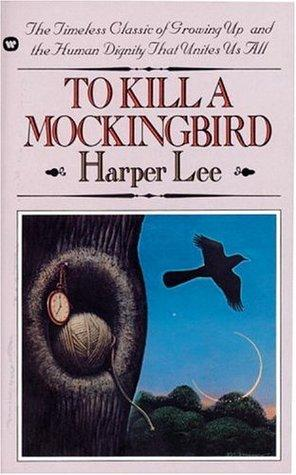 The Timeless Classic of Growing Up and
the Human Dignity That Unites Us All
TO KILL A
MOCKINGBIRD
Harper Lee